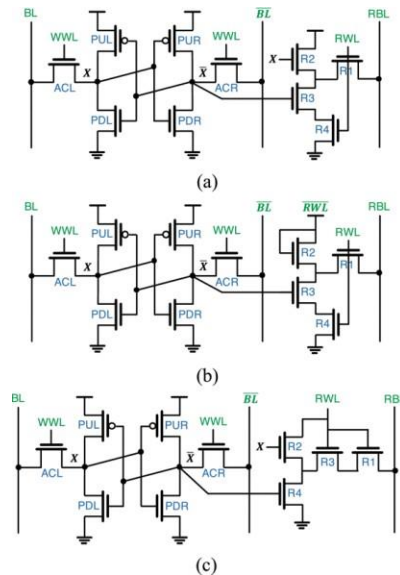 BL
WWL
PUL
PUR
WWL
BL
RBL
X
X
RWL
R2
ACL
X
ACR
R1
R3
PDL
PDR
R4
(a)
BL
WWL
PUL
PUR
WWL
BL
RWL
RBL
RWL
R2
X
X
ACL
ACR
R1
R3
PDL
PDR
R4
(b)
BL
WWL
PUL
PUR
WWL
BL
RWL
RB
X
R2
X
X
ACL
ACR
R3
R1
R4
PDL
PDR
(c)